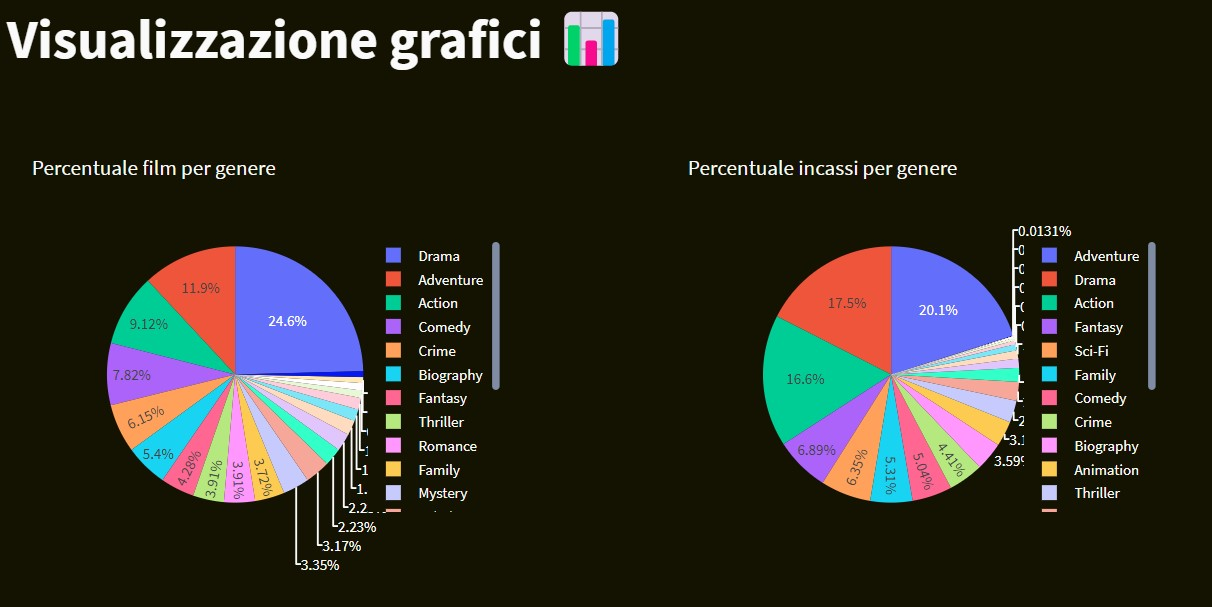 Visualizzazione grafici
Percentuale film per genere
24.6%
11.9%
9.12%
7.82%
6.15%
5.4%
4.28%
3.91%
3.91%
3.72%
3.35%
3.17%
2.23%
Drama
Adventure
Action
Comedy
Crime
Biography
Fantasy
Thriller
Romance
Family
Mystery
Percentuale incassi per genere
0.0131%
20.1%
17.5%
16.6%
6.89%
6.35%
5.31%
5.04%
4.41%
3.59%
Adventure
Drama
Action
Fantasy
Sci-Fi
Family
Comedy
Crime
Biography
Animation
Thriller